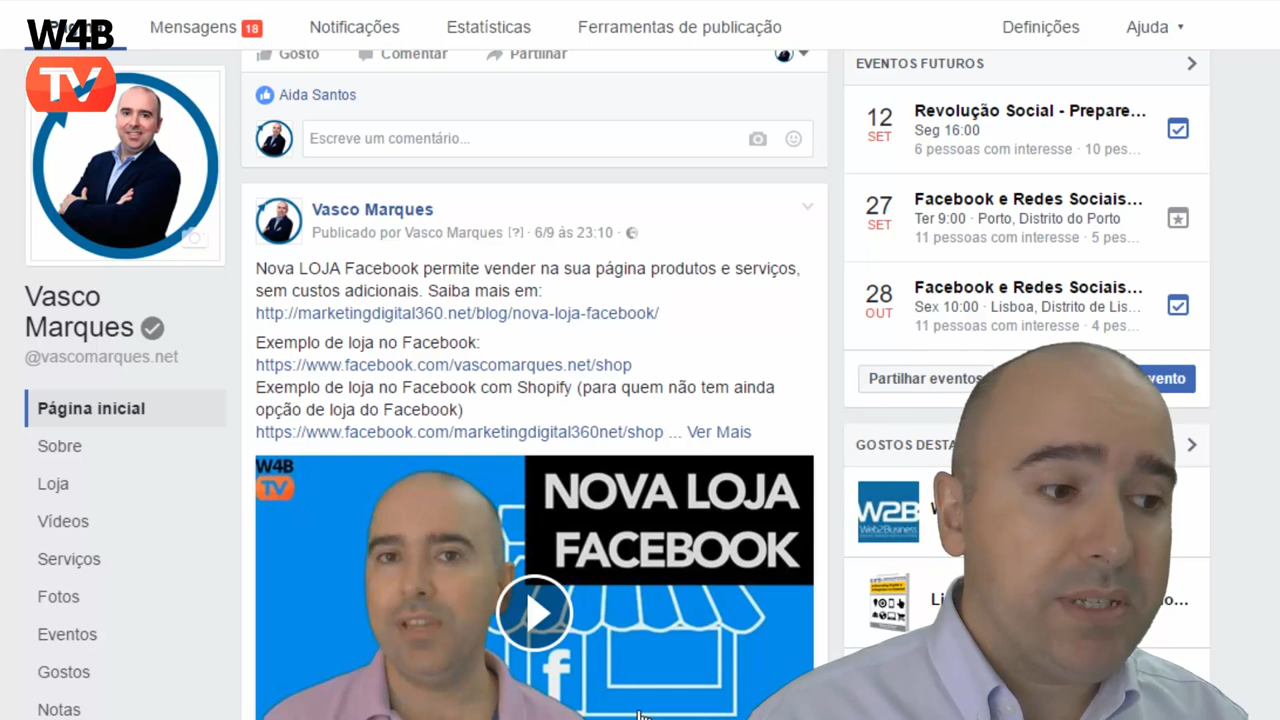 W4B
TV
Mensagens 18
Notificações
Estatísticas
Ferramentas de publicação
Definições
Ajuda
Gosto
Comentar
Partilhar
Aida Santos
Escreve um comentário...
Vasco
Marques
@vascomarques.net
Página inicial
Sobre
Loja
Vídeos
Serviços
Fotos
Eventos
Gostos
Notas
Vasco Marques
Publicado por Vasco Marques [?] · 6/9 às 23:10 ·
Nova LOJA Facebook permite vender na sua página produtos e serviços,
sem custos adicionais. Saiba mais em:
http://marketingdigital360.net/blog/nova-loja-facebook/
Exemplo de loja no Facebook:
https://www.facebook.com/vascomarques.net/shop
Exemplo de loja no Facebook com Shopify (para quem não tem ainda
opção de loja do Facebook)
https://www.facebook.com/marketingdigital360net/shop ... Ver Mais
W4B
TV
NOVA LOJA
FACEBOOK
f
EVENTOS FUTUROS
12 SET
Revolução Social - Prepare...
Seg 16:00
6 pessoas com interesse · 10 pes...
27 SET
Facebook e Redes Sociais...
Ter 9:00 · Porto, Distrito do Porto
11 pessoas com interesse · 5 pes...
28 OUT
Facebook e Redes Sociais...
Sex 10:00 · Lisboa, Distrito de Lis...
11 pessoas com interesse · 4 pes...
Partilhar eventos
vento
GOSTOS DESTA
W2B
Web2Business